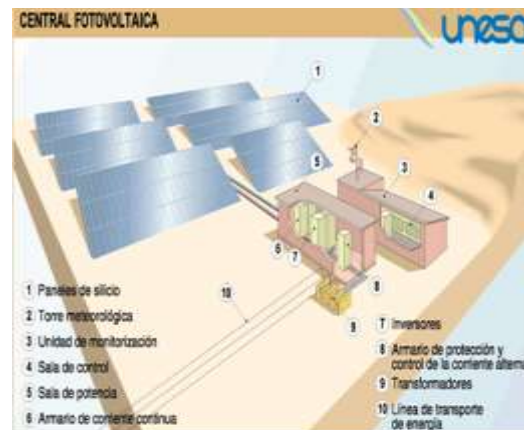 CENTRAL FOTOVOLTAICA
unesc
1
2
3
4
5
6
7
8
9
10
1 Paneles de silicio
2 Torre meteorológica
3 Unidad de monitorización
4 Sala de control
5 Sala de potencia
6 Armario de corriente continua
7 Inversores
8 Armario de protección y
control de la corriente alterna
9 Transformadores
10 Línea de transporte
de energía